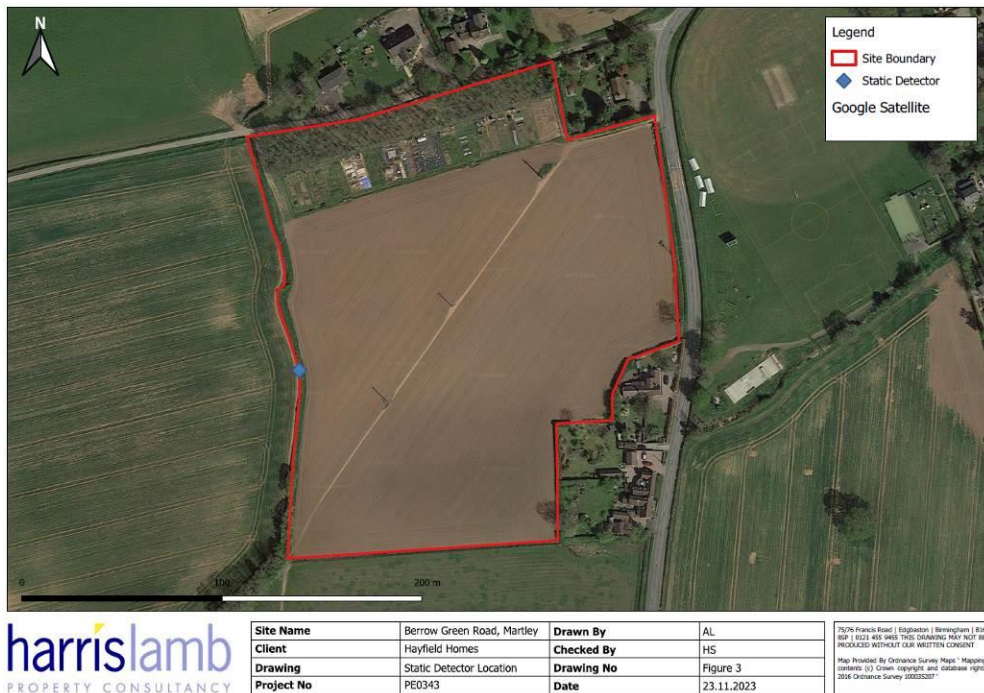 N
Legend
Site Boundary
Static Detector
Google Satellite
0 100 200 m
harrislamb
PROPERTY CONSULTANCY
Site Name Berrow Green Road, Martley Drawn By AL
Client Hayfield Homes Checked By HS
Drawing Static Detector Location Drawing No Figure 3
Project No PE0343 Date 23.11.2023
75/76 Francis Road | Edgbaston | Birmingham |
8SP | 0121 455 9455 THIS DRAWING MAY NOT BE
PRODUCED WITHOUT OUR WRITTEN CONSENT
Map Provided By Ordnance Survey Maps ' Mapping
contents (c) Crown copyright and database rights
2016 Ordnance Survey 100035207 '